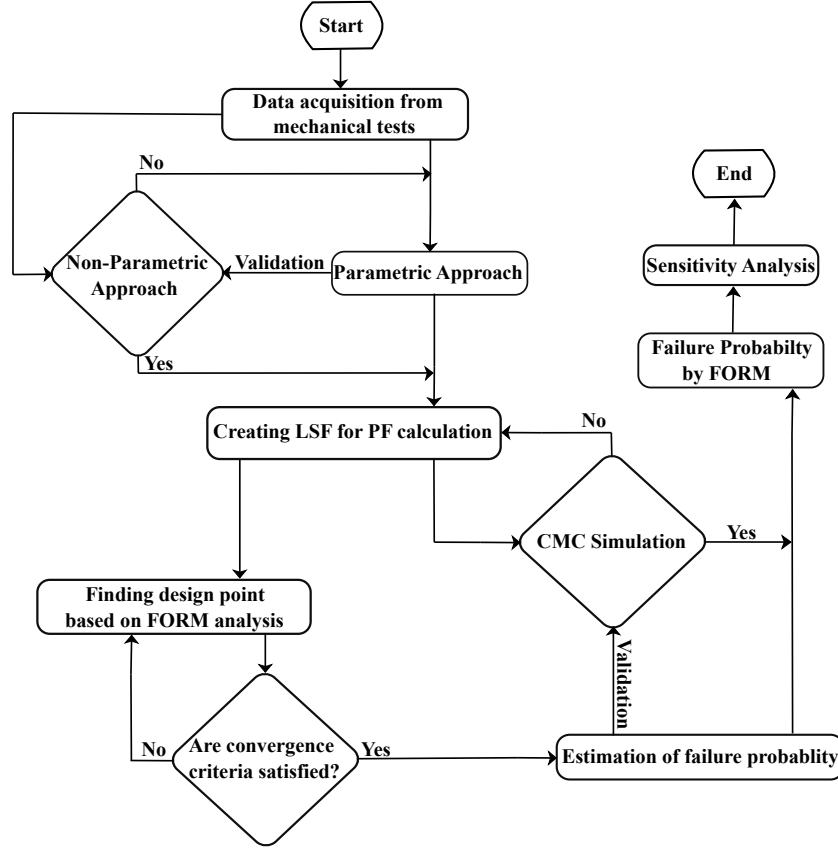 Start
Data acquisition from
mechanical tests
No
End
Non-Parametric
Approach
Validation
Parametric Approach
Sensitivity Analysis
Yes
Failure Probabilty
by FORM
Creating LSF for PF calculation
No
CMC Simulation
Yes
Finding design point
based on FORM analysis
Validation
No
Are convergence
criteria satisfied?
Yes
Estimation of failure probablity